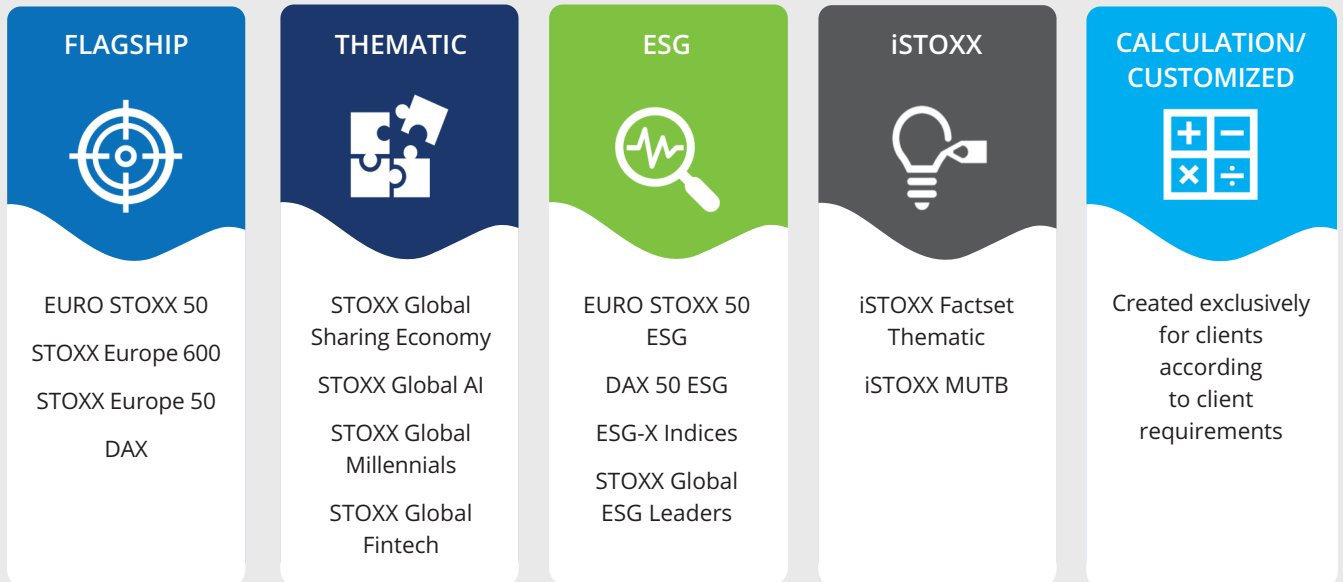 FLAGSHIP
EURO STOXX 50
STOXX Europe 600
STOXX Europe 50
DAX
THEMATIC
STOXX Global
Sharing Economy
STOXX Global AI
STOXX Global
Millennials
STOXX Global
Fintech
ESG
EURO STOXX 50
ESG
DAX 50 ESG
ESG-X Indices
STOXX Global
ESG Leaders
iSTOXX
iSTOXX Factset
Thematic
iSTOXX MUTB
CALCULATION/
CUSTOMIZED
Created exclusively
for clients
according
to client
requirements